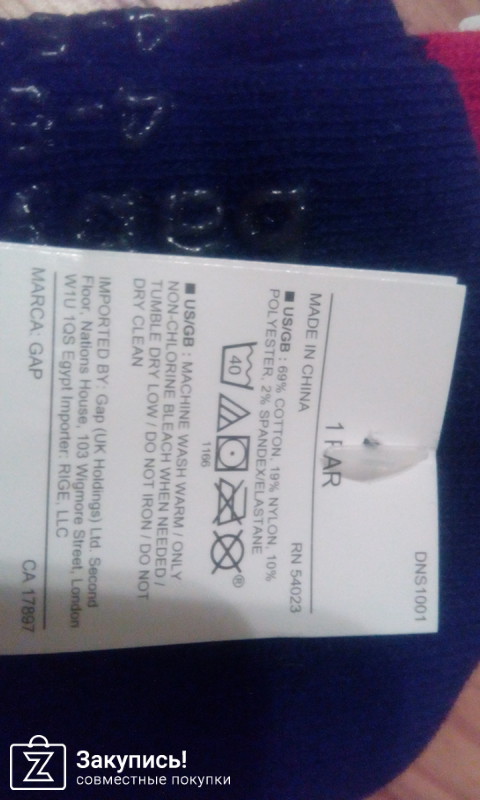 DNS1001
1 PAR
MADE IN CHINA RN 54023
■ US/GB : 69% COTTON, 19% NYLON, 10%
POLYESTER, 2% SPANDEX/ELASTANE
40
®
1166
■ US/GB : MACHINE WASH WARM / ONLY
NON-CHLORINE BLEACH WHEN NEEDED /
TUMBLE DRY LOW / DO NOT IRON / DO NOT
DRY CLEAN
IMPORTED BY: Gap (UK Holdings) Ltd. Second
Floor, Nations House, 103 Wigmore Street, London
W1U 1QS Egypt Importer: RIGE, LLC
MARCA: GAP CA 17897
Закупись!
совместные покупки